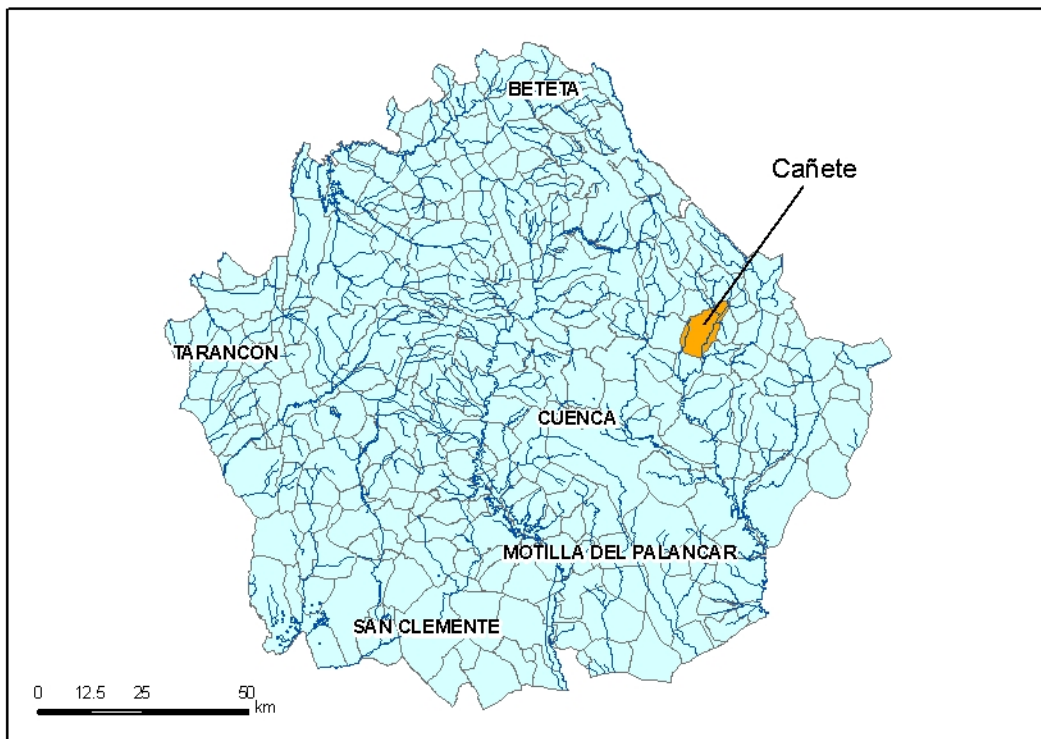 BETETA
Cañete
TARANCON
CUENCA
MOTILLA DEL PALANCAR
SAN CLEMENTE
0 12.5 25 50
km